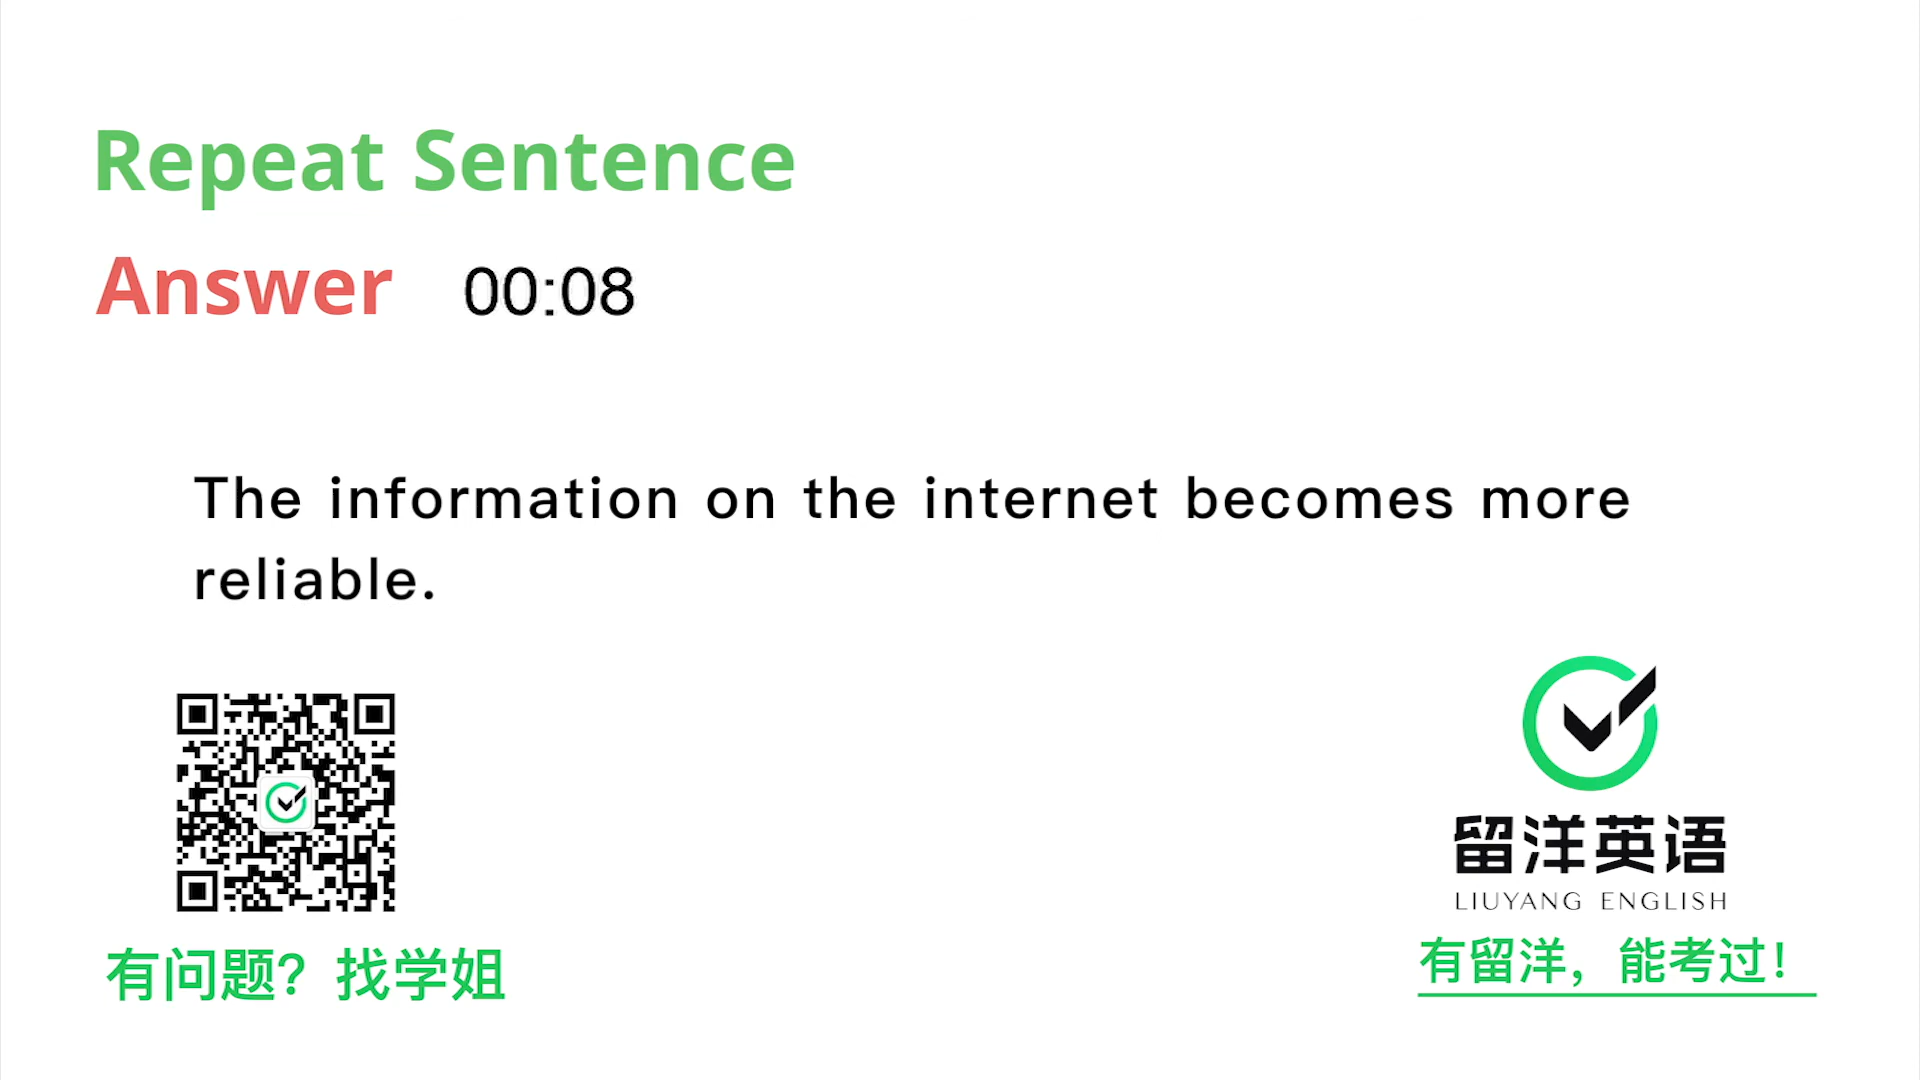 Repeat Sentence
Answer 00:08
The information on the internet becomes more
reliable.
留洋英语
LIUYANG ENGLISH
有问题？找学姐
有留洋，能考过！